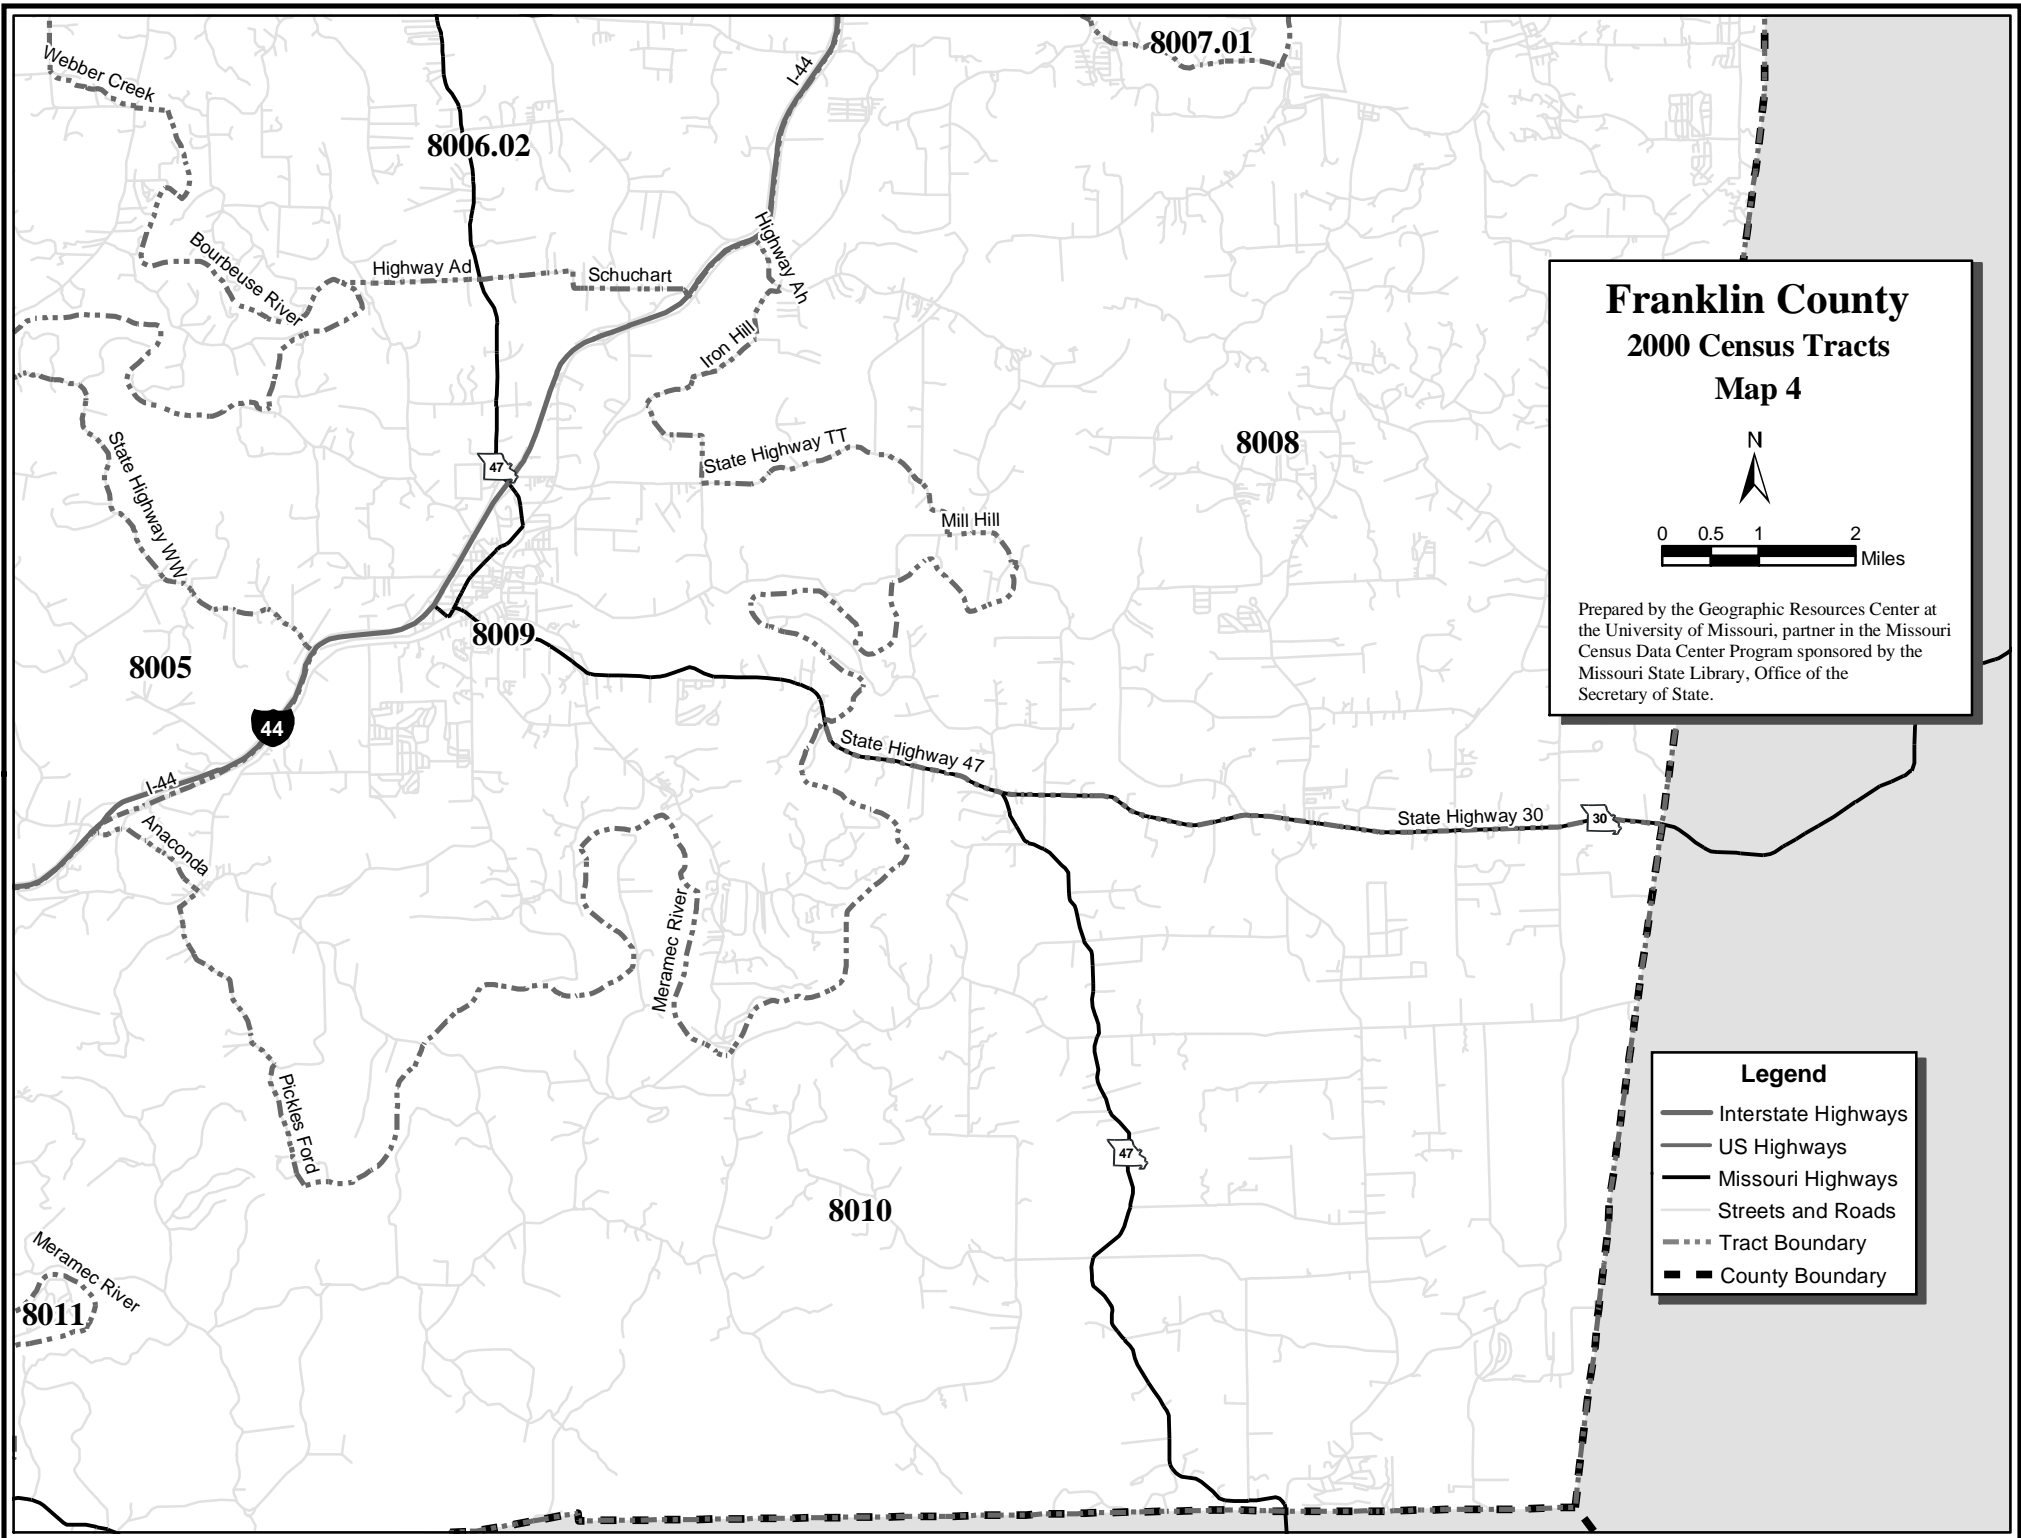 8007.01
Webber Creek
I-44
8006.02
Highway Ah
Bourbeuse River
Highway Ad
Schuchart
Iron Hill
Franklin County
2000 Census Tracts
Map 4
N
0 0.5 1 2
Miles
Prepared by the Geographic Resources Center at
the University of Missouri, partner in the Missouri
Census Data Center Program sponsored by the
Missouri State Library, Office of the
Secretary of State.
State Highway TT
8008
47
State Highway WW
Mill Hill
8009
8005
44
State Highway 47
I-44
State Highway 30
30
Anaconda
Meramec River
Pickles Ford
47
8010
Meramec River
8011
Legend
Interstate Highways
US Highways
Missouri Highways
Streets and Roads
Tract Boundary
County Boundary